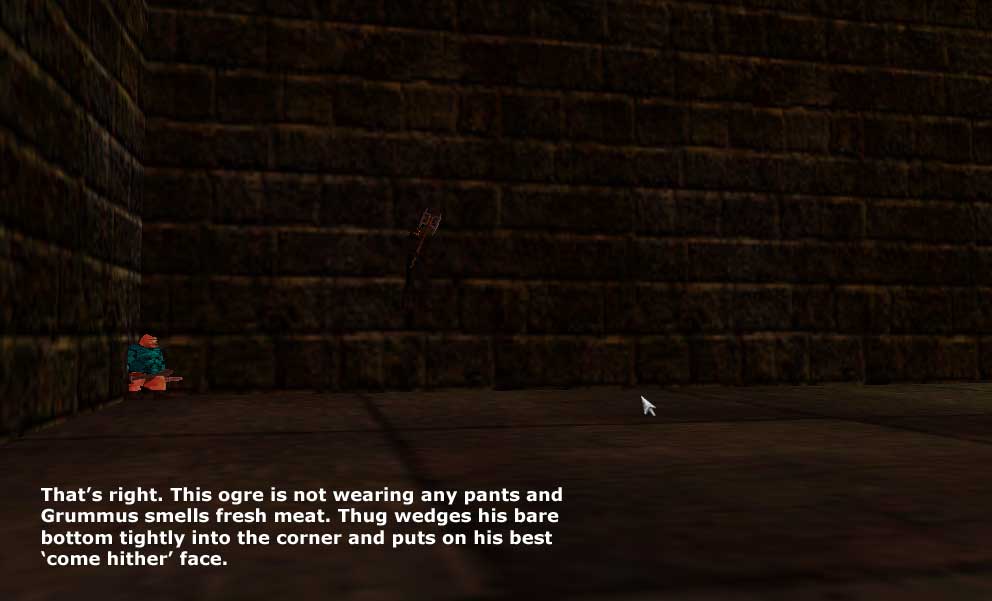 That’s right. This ogre is not wearing any pants and
Grummus smells fresh meat. Thug wedges his bare
bottom tightly into the corner and puts on his best
‘come hither’ face.